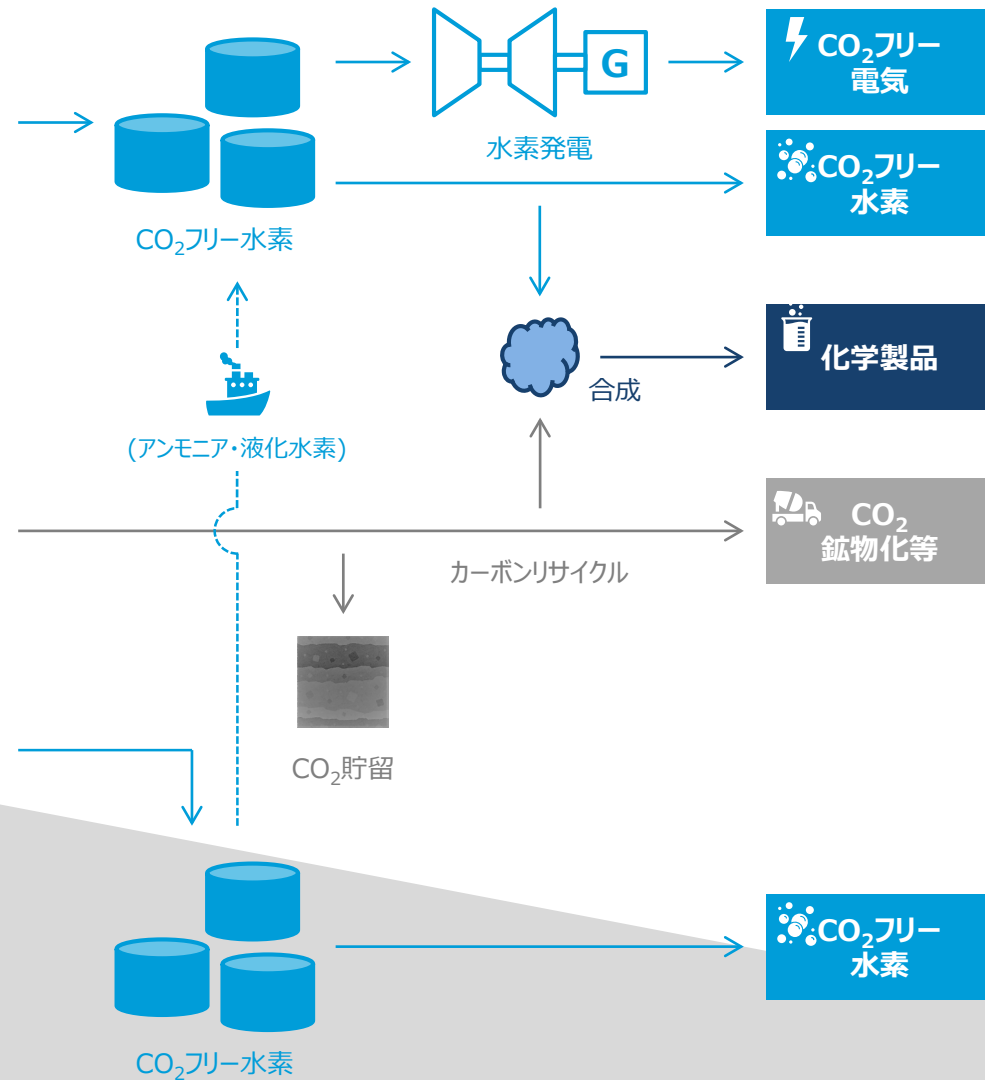 G
CO₂フリー
電気
水素発電
CO₂フリー
水素
CO₂フリー水素
化学製品
合成
(アンモニア・液化水素)
CO₂
鉱物化等
カーボンリサイクル
CO₂貯留
CO₂フリー
水素
CO₂フリー水素